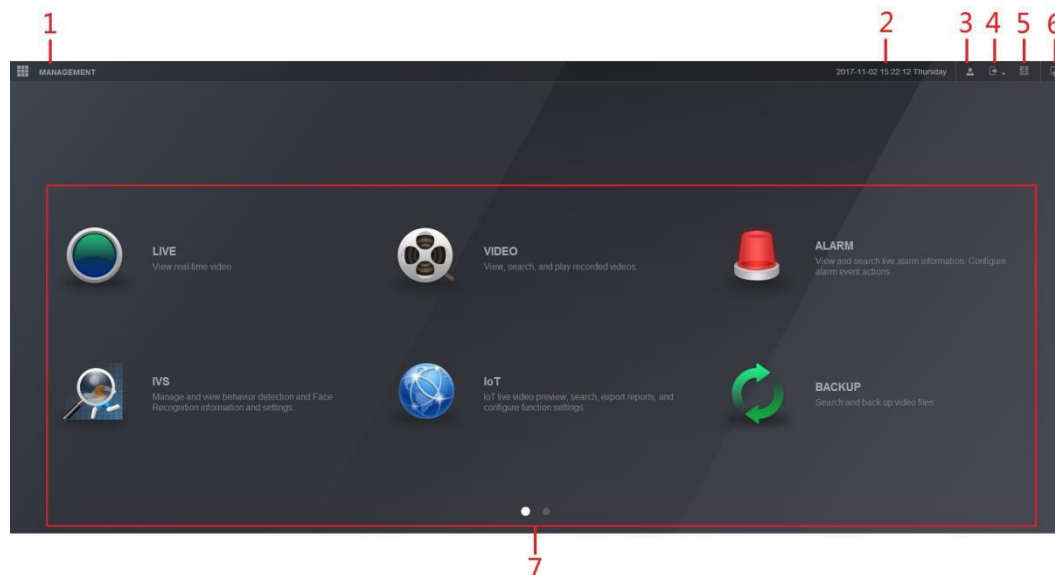 1
2
3
4
5
6
MANAGEMENT
2017-11-02 15:22:12 Thursday
LIVE
View real-time video
VIDEO
View, search, and play recorded videos.
ALARM
View and search live alarm information. Configure
alarm event actions.
IVS
Manage and view behavior detection and Face
Recognition information and settings.
IoT
IoT live video preview, search, export reports, and
configure function settings.
BACKUP
Search and back up video files.
7